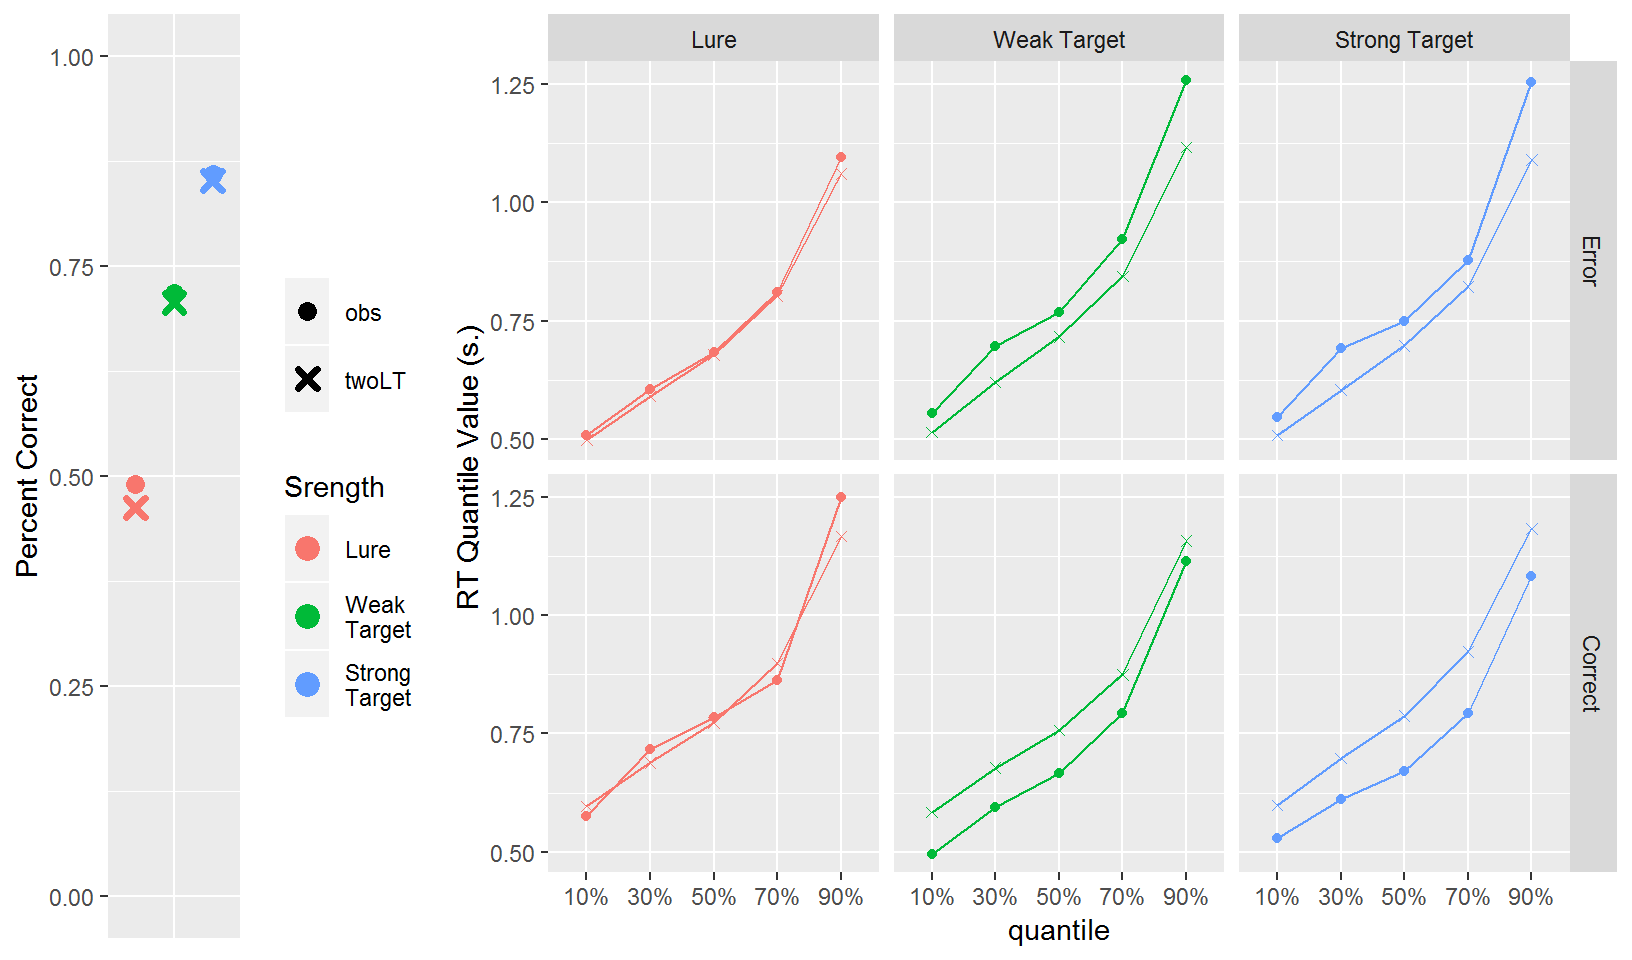 Percent Correct
1.00
0.75
0.50
0.25
0.00
obs
twoLT
Srength
Lure
Weak
Target
Strong
Target
RT Quantile Value (s.)
Lure
Weak Target
Strong Target
1.25
1.00
0.75
0.50
Error
1.25
1.00
0.75
0.50
Correct
10% 30% 50% 70% 90%
10% 30% 50% 70% 90%
10% 30% 50% 70% 90%
quantile